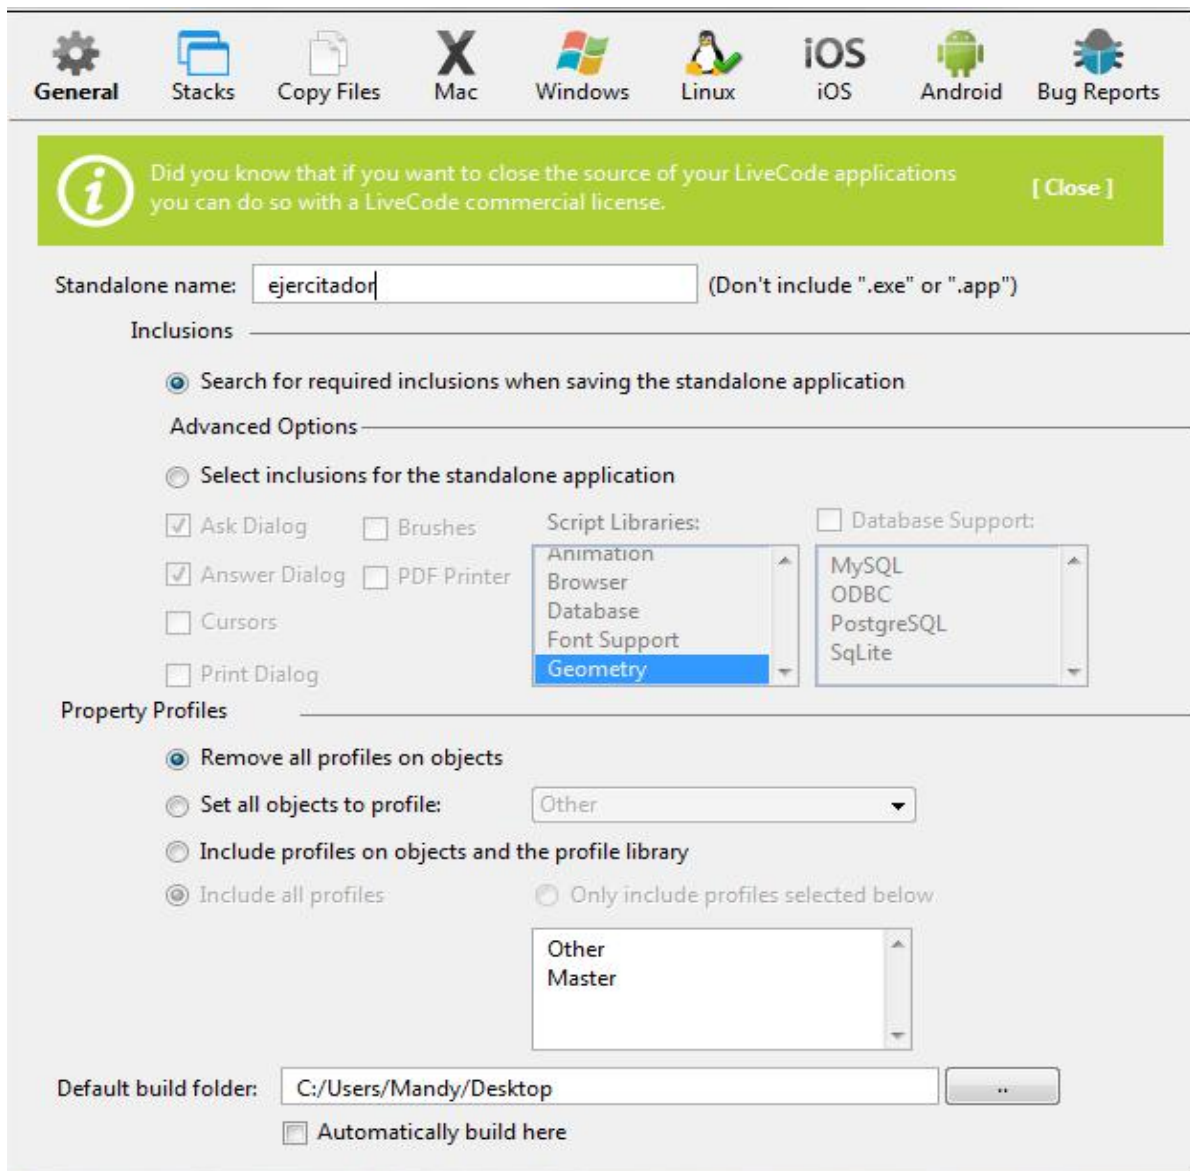 General Stacks Copy Files Mac Windows Linux iOS Android Bug Reports
iOS
Did you know that if you want to close the source of your LiveCode applications
you can do so with a LiveCode commercial license.
[ Close ]
Standalone name: ejercitador (Don't include ".exe" or ".app")
Inclusions
Search for required inclusions when saving the standalone application
Advanced Options
Select inclusions for the standalone application
Ask Dialog Brushes Script Libraries: Database Support:
Answer Dialog PDF Printer
Cursors
Print Dialog
Animation
Browser
Database
Font Support
Geometry
MySQL
ODBC
PostgreSQL
SqLite
Property Profiles
Remove all profiles on objects
Set all objects to profile: Other
Include profiles on objects and the profile library
Include all profiles Only include profiles selected below
Other
Master
Default build folder: C:/Users/Mandy/Desktop ..
Automatically build here